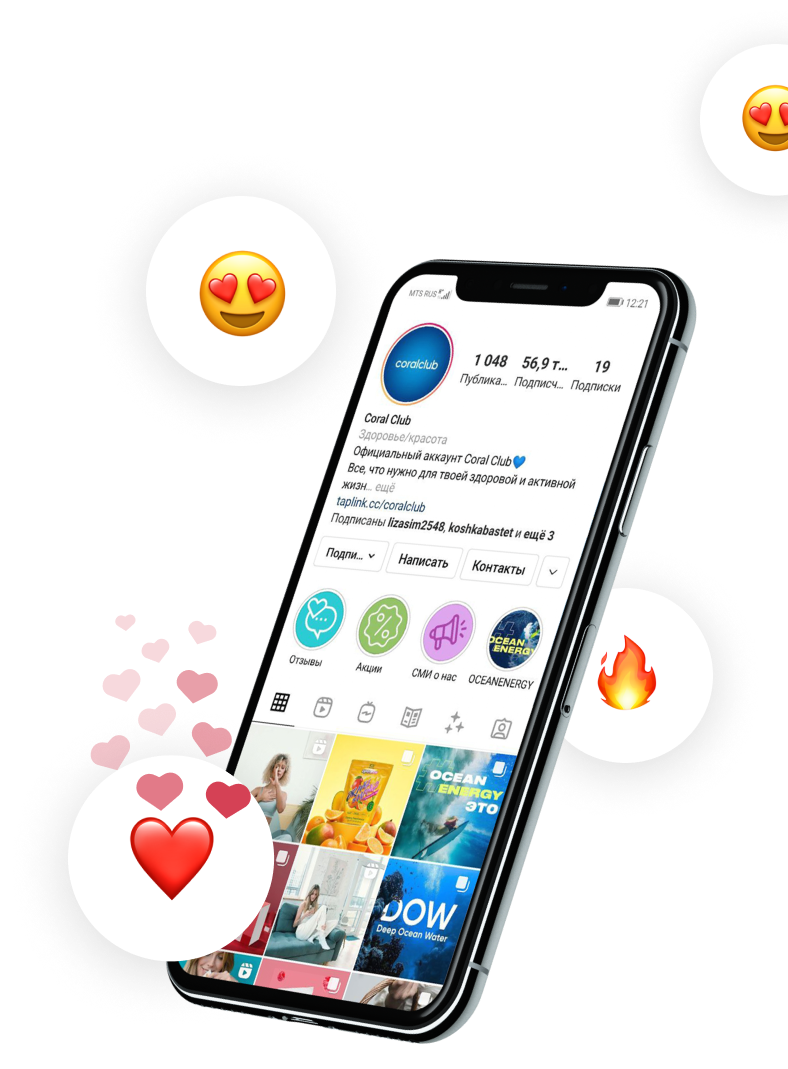 MTS RUS
12:21
coralclub
1 048 56,9 т... 19
Публика... Подписч... Подписки
Coral Club
Здоровье/красота
Официальный аккаунт Coral Club💙
Все, что нужно для твоей здоровой и активной
жизн... ещё
taplink.cc/coralclub
Подписаны lizasim2548, koshkabastet и ещё 3
Подпи... Написать Контакты
OCEAN
ENERGY
Отзывы Акции СМИ о нас OCEANENERGY
OCEAN
ENERGY
ЭТО
DOW
Deep Ocean Water